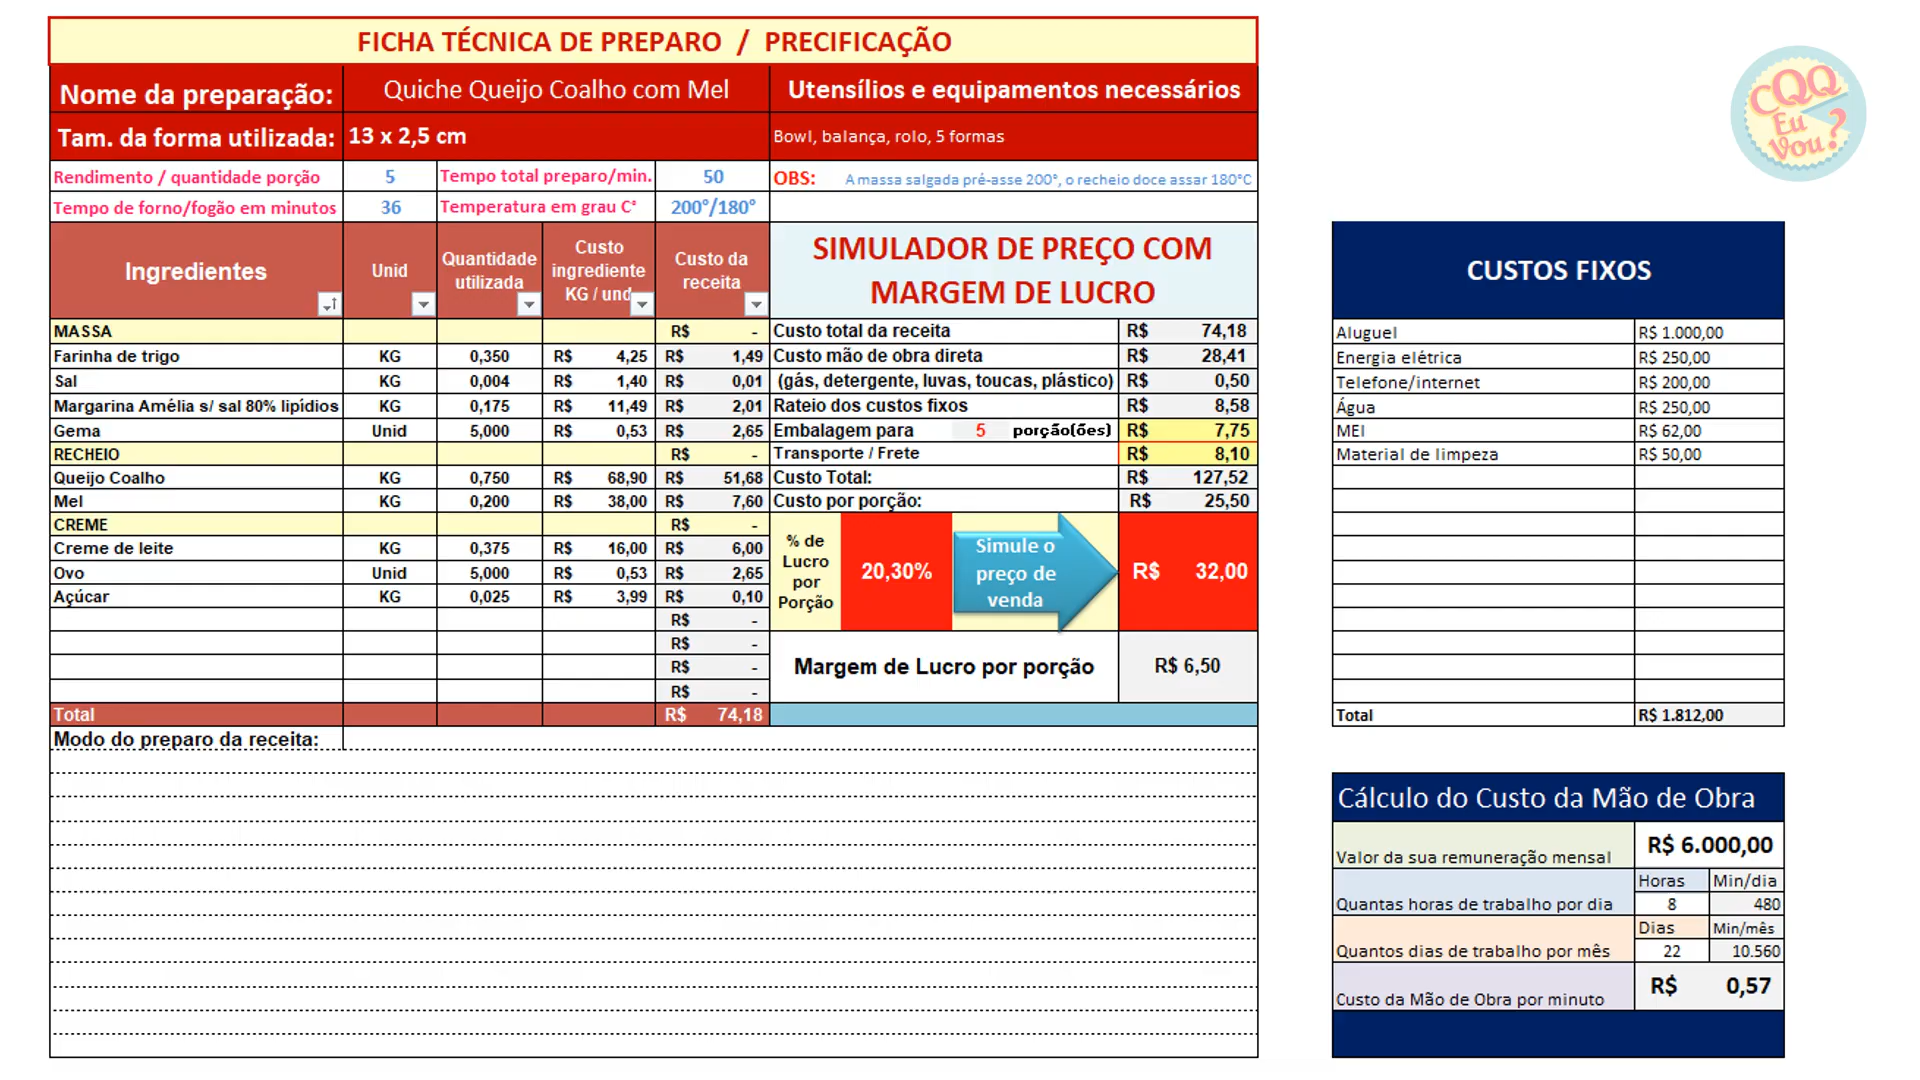 FICHA TÉCNICA DE PREPARO / PRECIFICAÇÃO
Nome da preparação: Quiche Queijo Coalho com Mel Utensílios e equipamentos necessários
Tam. da forma utilizada: 13 x 2,5 cm Bowl, balança, rolo, 5 formas
Rendimento / quantidade porção 5 Tempo total preparo/min. 50 OBS: A massa salgada pré-asse 200°, o recheio doce assar 180°C
Tempo de forno/fogão em minutos 36 Temperatura em grau C° 200°/180°
Ingredientes Unid Quantidade utilizada Custo ingrediente KG / und Custo da receita
SIMULADOR DE PREÇO COM
MARGEM DE LUCRO
MASSA R$ - Custo total da receita R$ 74,18
Farinha de trigo KG 0,350 R$ 4,25 R$ 1,49 Custo mão de obra direta R$ 28,41
Sal KG 0,004 R$ 1,40 R$ 0,01 (gás, detergente, luvas, toucas, plástico) R$ 0,50
Margarina Amélia s/ sal 80% lipídios KG 0,175 R$ 11,49 R$ 2,01 Rateio dos custos fixos R$ 8,58
Gema Unid 5,000 R$ 0,53 R$ 2,65 Embalagem para 5 porção(ões) R$ 7,75
RECHEIO R$ - Transporte / Frete R$ 8,10
Queijo Coalho KG 0,750 R$ 68,90 R$ 51,68 Custo Total: R$ 127,52
Mel KG 0,200 R$ 38,00 R$ 7,60 Custo por porção: R$ 25,50
CREME R$ -
Creme de leite KG 0,375 R$ 16,00 R$ 6,00
Ovo Unid 5,000 R$ 0,53 R$ 2,65
Açúcar KG 0,025 R$ 3,99 R$ 0,10
R$ -
R$ -
R$ -
R$ -
% de
Lucro
por
Porção
20,30%
Simule o
preço de
venda
R$ 32,00
Margem de Lucro por porção R$ 6,50
Total R$ 74,18
Modo do preparo da receita:
CQQ
Eu
Vou?
CUSTOS FIXOS
Aluguel R$ 1.000,00
Energia elétrica R$ 250,00
Telefone/internet R$ 200,00
Água R$ 250,00
MEI R$ 62,00
Material de limpeza R$ 50,00
Total R$ 1.812,00
Cálculo do Custo da Mão de Obra
Valor da sua remuneração mensal R$ 6.000,00
Horas Min/dia
Quantas horas de trabalho por dia 8 480
Dias Min/mês
Quantos dias de trabalho por mês 22 10.560
Custo da Mão de Obra por minuto R$ 0,57